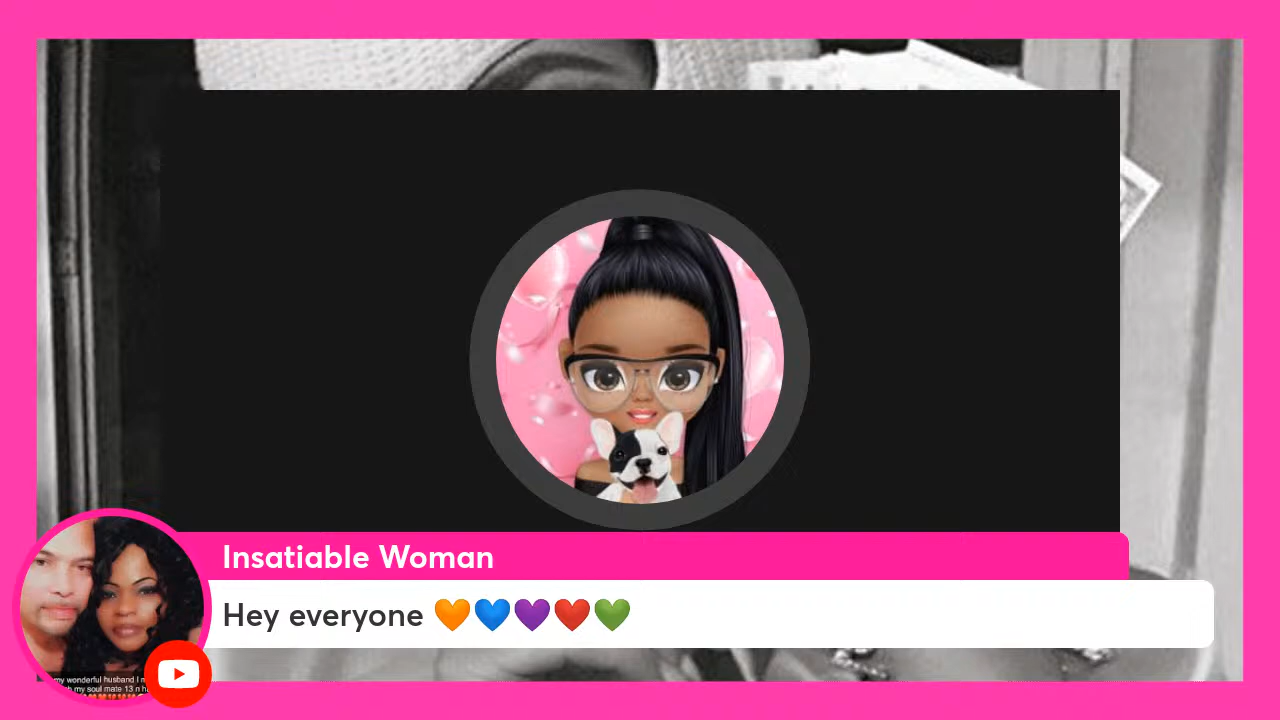 Insatiable Woman
Hey everyone 🧡💙💜❤️💚
my wonderful husband I m
my soul mate 13